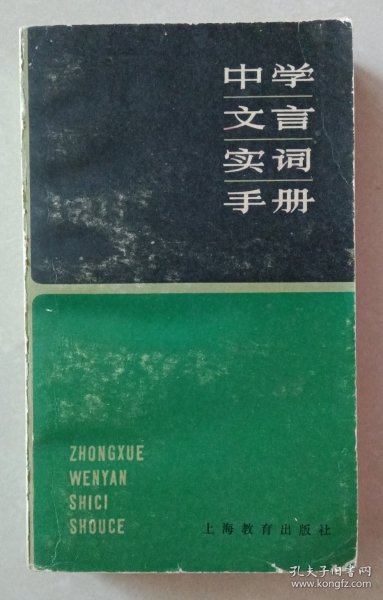 中学
文言
实词
手册
ZHONGXUE
WENYAN
SHICI
SHOUCE
上海教育出版社
孔夫子旧书网
book.kongfz.com